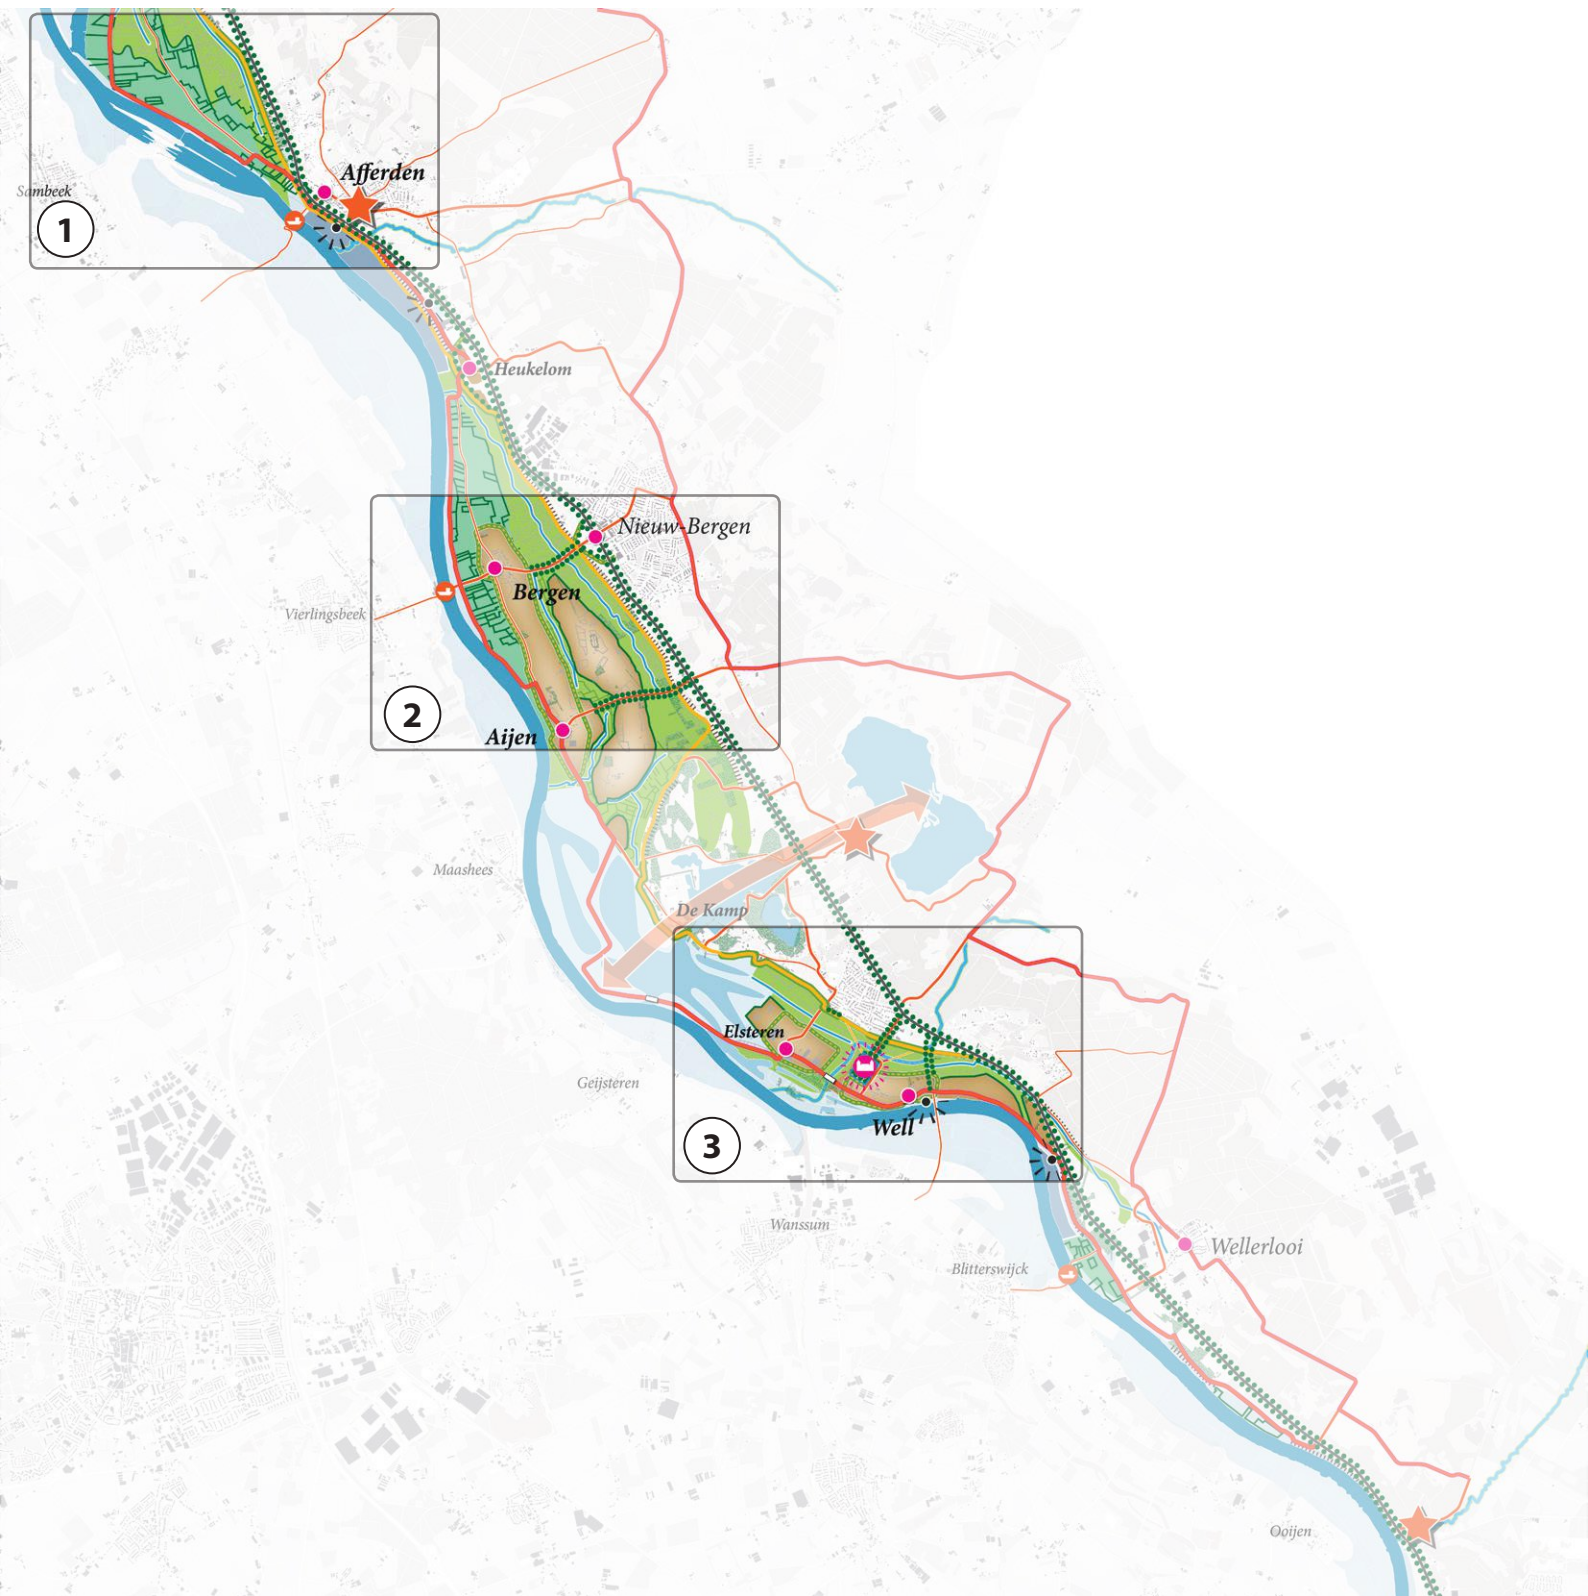 Afferden
Sambeek
1
Heukelom
Nieuw-Bergen
Bergen
Vierlingsbeek
2
Aijen
Maashees
De Kamp
Elsteren
Geijsteren
Well
3
Wanssum
Wellerlooi
Blitterswijck
Ooijen